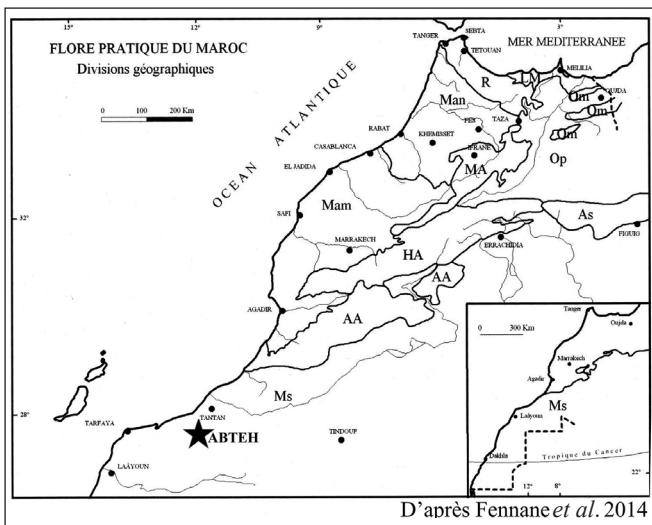 15° 12° 9° 6° 3°
FLORE PRATIQUE DU MAROC
Divisions géographiques
0 100 200 Km
OCEAN ATLANTIQUE
MER MEDITERRANEE
SEBTA
TANGER
TETOUAN
MELILIA
R
LM
OUJDA
Om
Om
Om
Man
TAZA
FES
RABAT
KHEMISSET
IFRANE
CASABLANCA
MA
Op
EL JADIDA
Mam
As
32°
SAFI
FIGUIG
MARRAKECH
HA
ERRACHIDIA
AA
AGADIR
AA
Ms
28°
TANTAN
TARFAYA
ABTEH
TINDOUF
LAÂYOUN
0 300 Km
Tanger
Oujda
Marrakech
Agadir
Ms
Laâyoun
Dakhla
Tropique du Cancer
22°
12° 8°
D'après Fennane et al. 2014